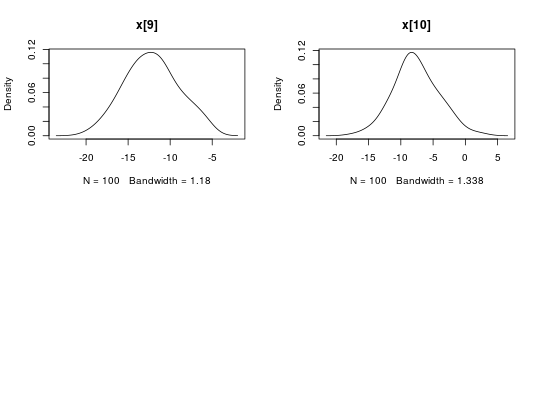 x[9]
Density
0.00 0.06 0.12
-20 -15 -10 -5
N = 100 Bandwidth = 1.18
x[10]
Density
0.00 0.06 0.12
-20 -15 -10 -5 0 5
N = 100 Bandwidth = 1.338